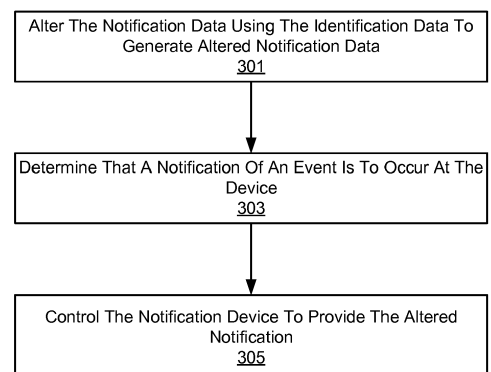 Alter The Notification Data Using The Identification Data To
Generate Altered Notification Data
301
Determine That A Notification Of An Event Is To Occur At The
Device
303
Control The Notification Device To Provide The Altered
Notification
305